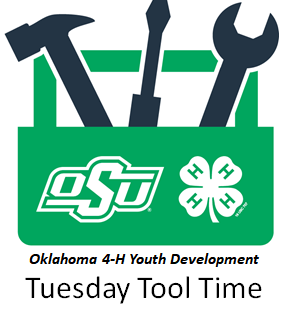 OSU
H H
H H
Oklahoma 4-H Youth Development
Tuesday Tool Time